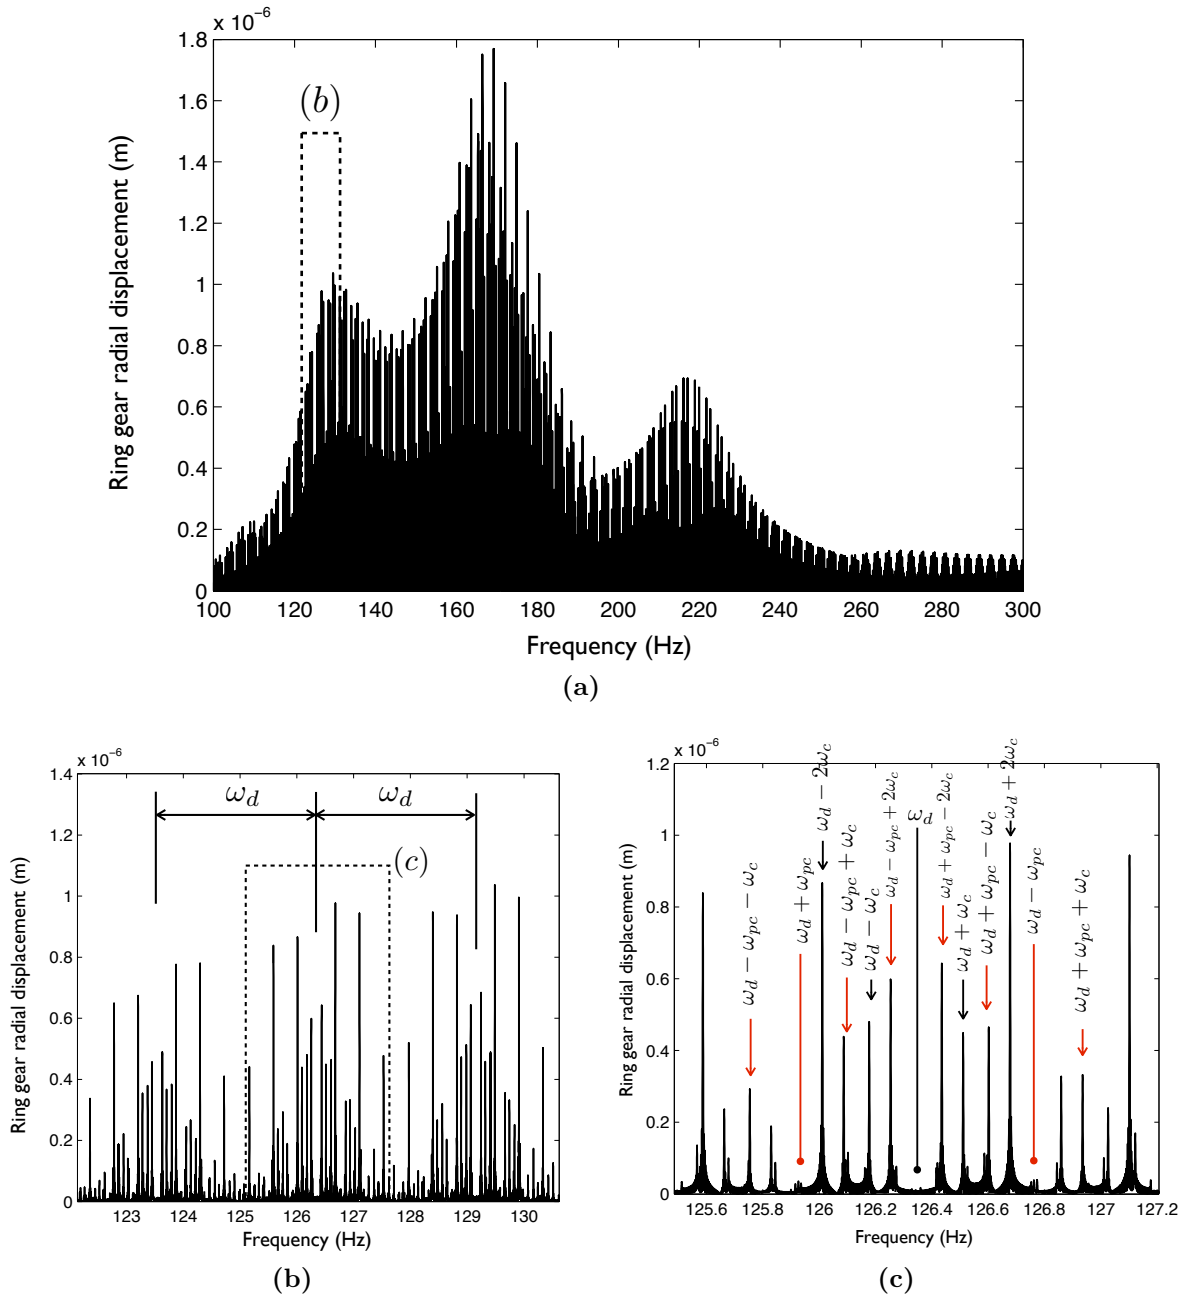 x 10⁻⁶
1.8
1.6
1.4
1.2
1
0.8
0.6
0.4
0.2
0
Ring gear radial displacement (m)
(b)
100 120 140 160 180 200 220 240 260 280 300
Frequency (Hz)
(a)
x 10⁻⁶
1.4
1.2
1
0.8
0.6
0.4
0.2
0
Ring gear radial displacement (m)
ω_d ω_d
(c)
123 124 125 126 127 128 129 130
Frequency (Hz)
(b)
x 10⁻⁶
1.2
1
0.8
0.6
0.4
0.2
0
Ring gear radial displacement (m)
ω_d − ω_pc − ω_c
ω_d + ω_pc
ω_d − 2ω_c
ω_d − ω_pc + ω_c
ω_d − ω_c
ω_d − ω_pc + 2ω_c
ω_d
ω_d + ω_pc − 2ω_c
ω_d + ω_c
ω_d + ω_pc − ω_c
ω_d + 2ω_c
ω_d − ω_pc
ω_d + ω_pc + ω_c
125.6 125.8 126 126.2 126.4 126.6 126.8 127 127.2
Frequency (Hz)
(c)